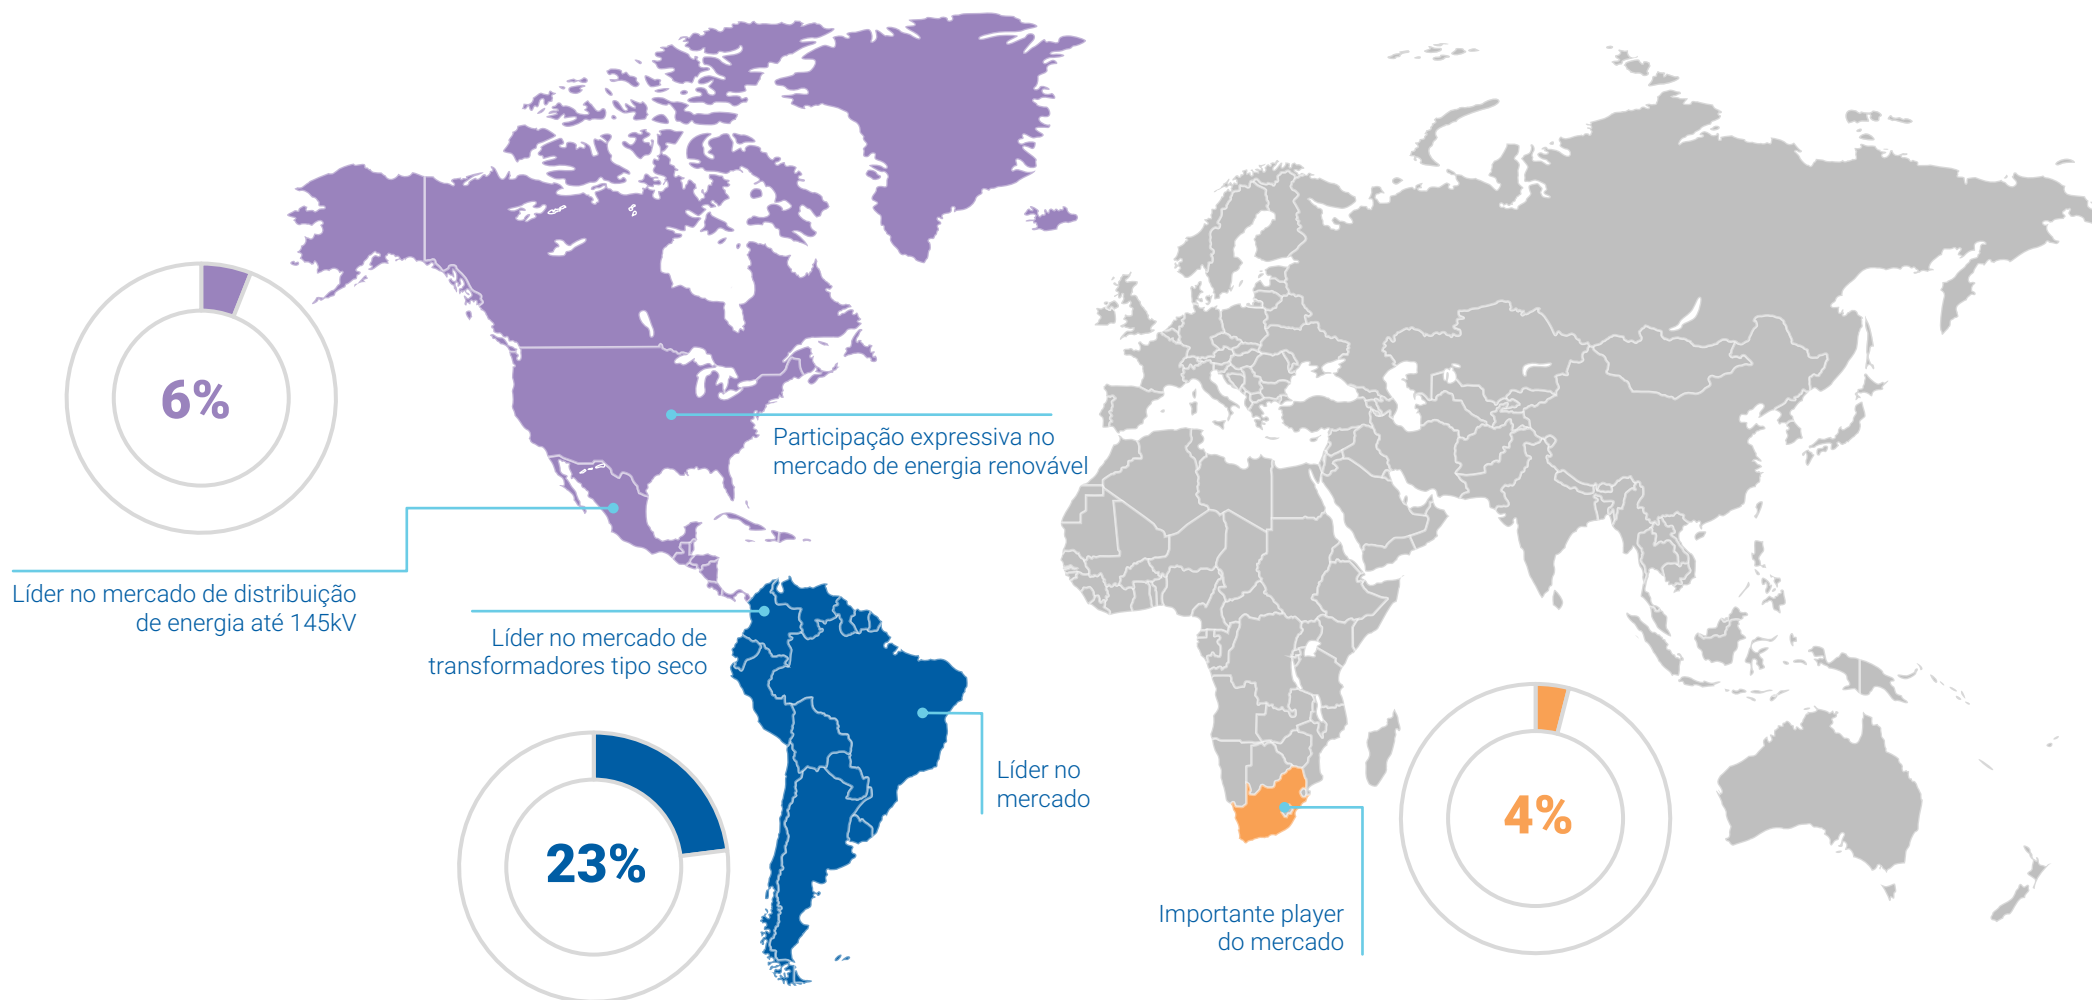 6%
Participação expressiva no
mercado de energia renovável
Líder no mercado de distribuição
de energia até 145kV
Líder no mercado de
transformadores tipo seco
Líder no
mercado
23%
4%
Importante player
do mercado